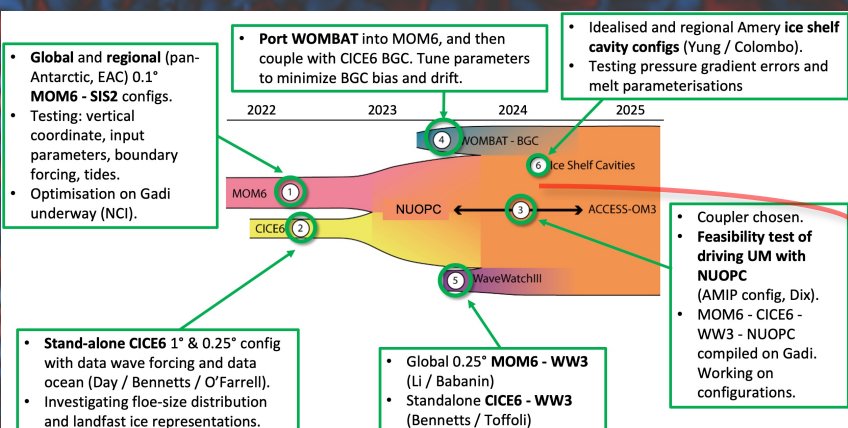 • Global and regional (pan-
Antarctic, EAC) 0.1°
MOM6 - SIS2 configs.
• Testing: vertical
coordinate, input
parameters, boundary
forcing, tides.
• Optimisation on Gadi
underway (NCI).
• Port WOMBAT into MOM6, and then
couple with CICE6 BGC. Tune parameters
to minimize BGC bias and drift.
• Idealised and regional Amery ice shelf
cavity configs (Yung / Colombo).
• Testing pressure gradient errors and
melt parameterisations
2022 2023 2024 2025
4 WOMBAT - BGC
6 Ice Shelf Cavities
MOM6 1
NUOPC 3 ACCESS-OM3
CICE6 2
5 WaveWatchIII
• Coupler chosen.
• Feasibility test of
driving UM with
NUOPC
(AMIP config, Dix).
• MOM6 - CICE6 -
WW3 - NUOPC
compiled on Gadi.
Working on
configurations.
• Stand-alone CICE6 1° & 0.25° config
with data wave forcing and data
ocean (Day / Bennetts / O’Farrell).
• Investigating floe-size distribution
and landfast ice representations.
• Global 0.25° MOM6 - WW3
(Li / Babanin)
• Standalone CICE6 - WW3
(Bennetts / Toffoli)